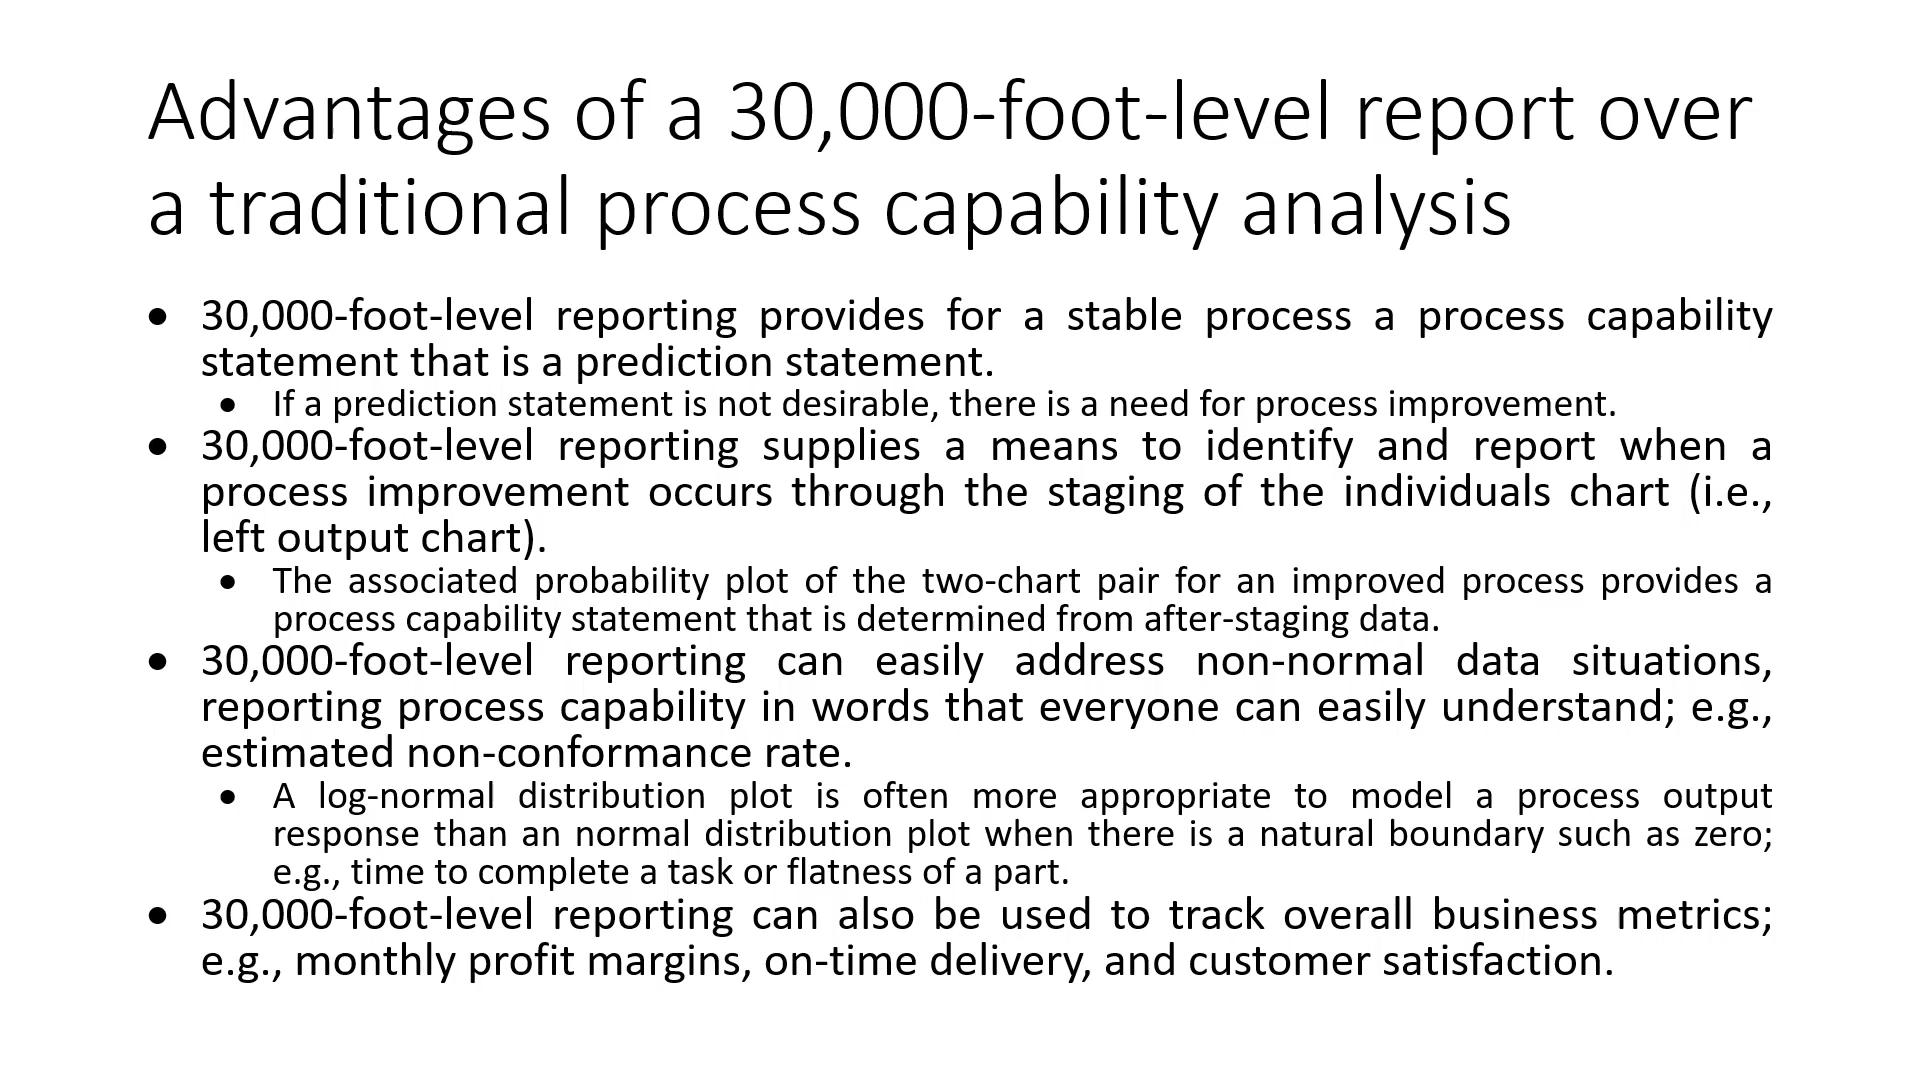 Advantages of a 30,000-foot-level report over
a traditional process capability analysis
• 30,000-foot-level reporting provides for a stable process a process capability
statement that is a prediction statement.
• If a prediction statement is not desirable, there is a need for process improvement.
• 30,000-foot-level reporting supplies a means to identify and report when a
process improvement occurs through the staging of the individuals chart (i.e.,
left output chart).
• The associated probability plot of the two-chart pair for an improved process provides a
process capability statement that is determined from after-staging data.
• 30,000-foot-level reporting can easily address non-normal data situations,
reporting process capability in words that everyone can easily understand; e.g.,
estimated non-conformance rate.
• A log-normal distribution plot is often more appropriate to model a process output
response than an normal distribution plot when there is a natural boundary such as zero;
e.g., time to complete a task or flatness of a part.
• 30,000-foot-level reporting can also be used to track overall business metrics;
e.g., monthly profit margins, on-time delivery, and customer satisfaction.